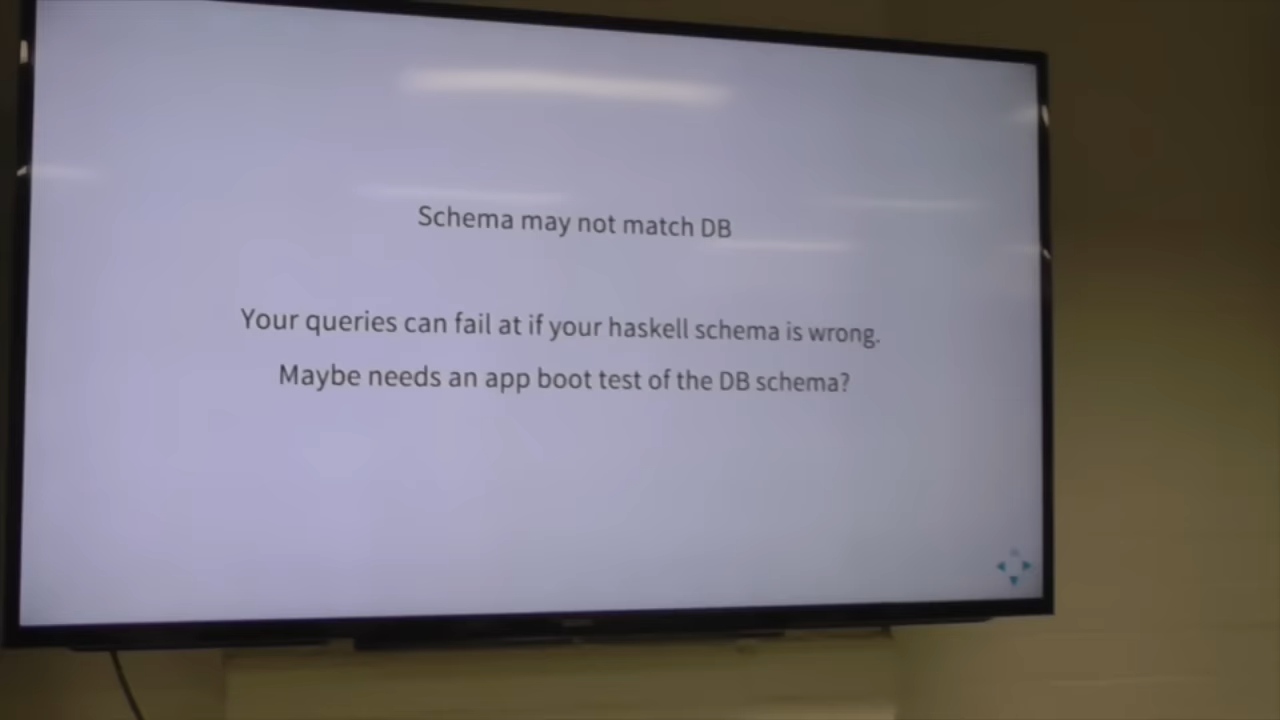 Schema may not match DB
Your queries can fail at if your haskell schema is wrong.
Maybe needs an app boot test of the DB schema?